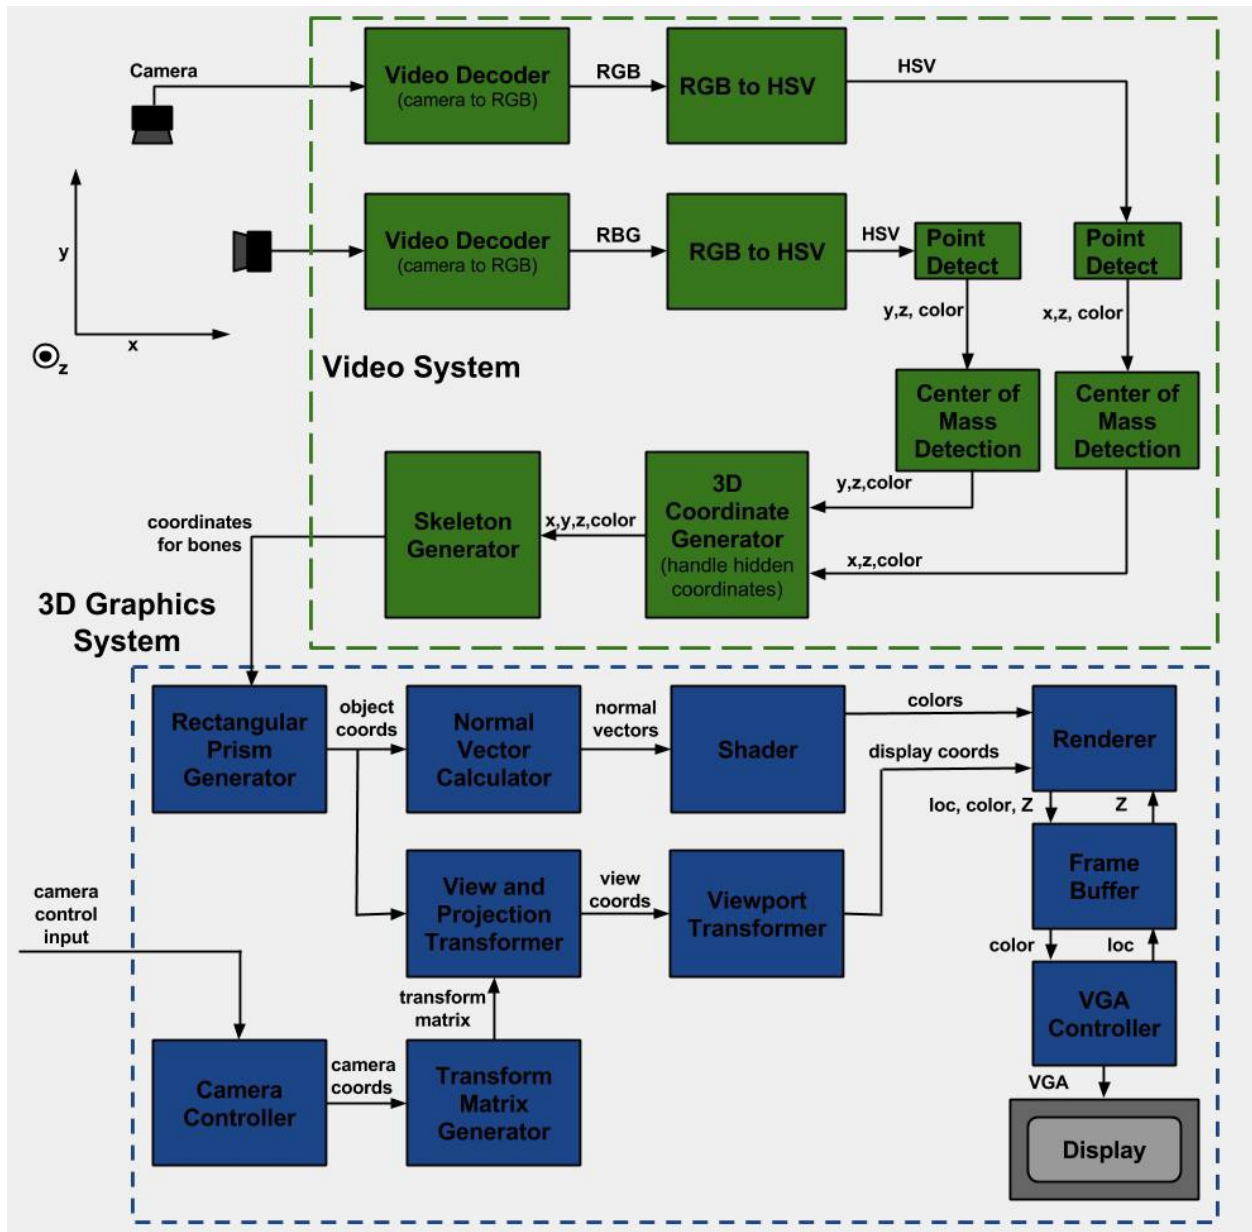 Camera
Video Decoder
(camera to RGB)
RGB
RGB to HSV
HSV
y
x
z
Video Decoder
(camera to RGB)
RBG
RGB to HSV
HSV
Point
Detect
Point
Detect
y,z, color
x,z, color
Video System
Center of
Mass
Detection
Center of
Mass
Detection
y,z,color
x,z,color
3D
Coordinate
Generator
(handle hidden
coordinates)
x,y,z,color
Skeleton
Generator
coordinates
for bones
3D Graphics
System
Rectangular
Prism
Generator
object
coords
Normal
Vector
Calculator
normal
vectors
Shader
colors
display coords
Renderer
loc, color, Z
Z
Frame
Buffer
View and
Projection
Transformer
view
coords
Viewport
Transformer
color
loc
camera
control
input
transform
matrix
VGA
Controller
Camera
Controller
camera
coords
Transform
Matrix
Generator
VGA
Display